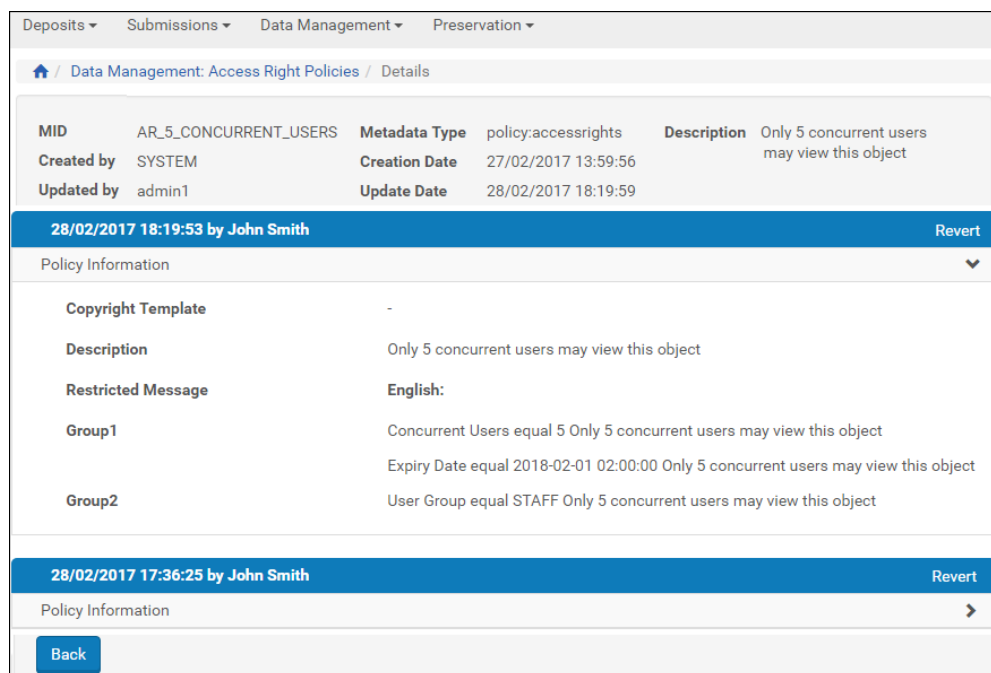 Deposits Submissions Data Management Preservation
/ Data Management: Access Right Policies / Details
MID AR_5_CONCURRENT_USERS Metadata Type policy:accessrights Description Only 5 concurrent users
may view this object
Created by SYSTEM Creation Date 27/02/2017 13:59:56
Updated by admin1 Update Date 28/02/2017 18:19:59
28/02/2017 18:19:53 by John Smith Revert
Policy Information
Copyright Template -
Description Only 5 concurrent users may view this object
Restricted Message English:
Group1 Concurrent Users equal 5 Only 5 concurrent users may view this object
Expiry Date equal 2018-02-01 02:00:00 Only 5 concurrent users may view this object
Group2 User Group equal STAFF Only 5 concurrent users may view this object
28/02/2017 17:36:25 by John Smith Revert
Policy Information
Back